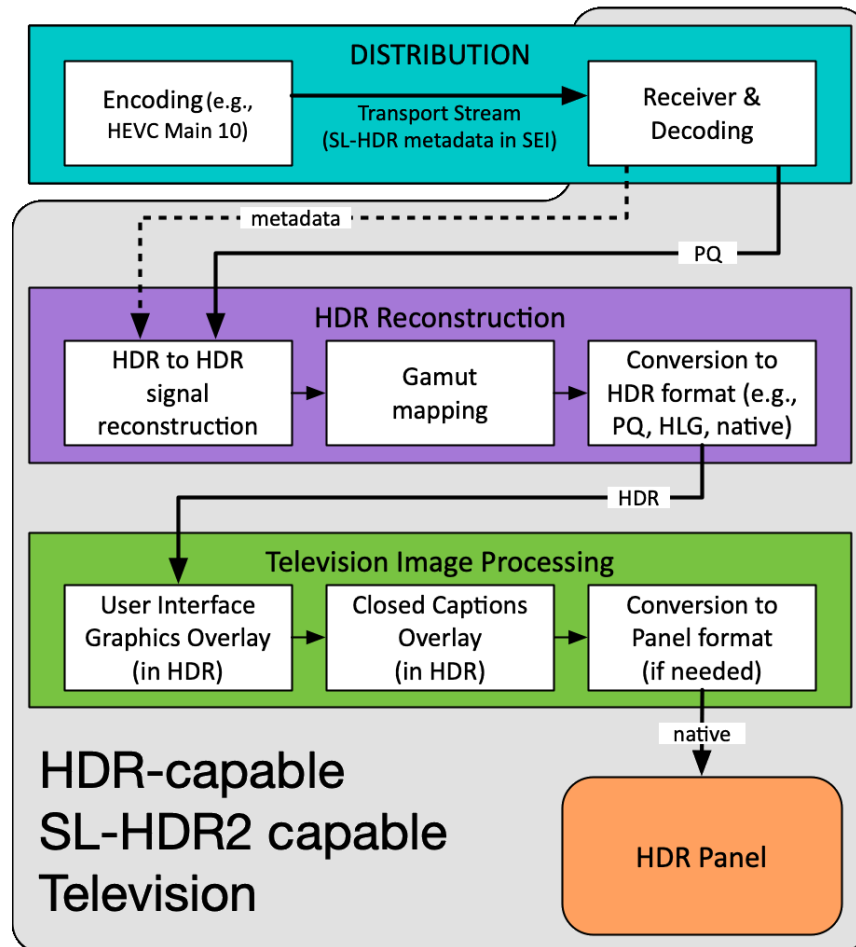 DISTRIBUTION
Encoding (e.g.,
HEVC Main 10)
Transport Stream
(SL-HDR metadata in SEI)
Receiver &
Decoding
metadata
PQ
HDR Reconstruction
HDR to HDR
signal
reconstruction
Gamut
mapping
Conversion to
HDR format (e.g.,
PQ, HLG, native)
HDR
Television Image Processing
User Interface
Graphics Overlay
(in HDR)
Closed Captions
Overlay
(in HDR)
Conversion to
Panel format
(if needed)
native
HDR-capable
SL-HDR2 capable
Television
HDR Panel